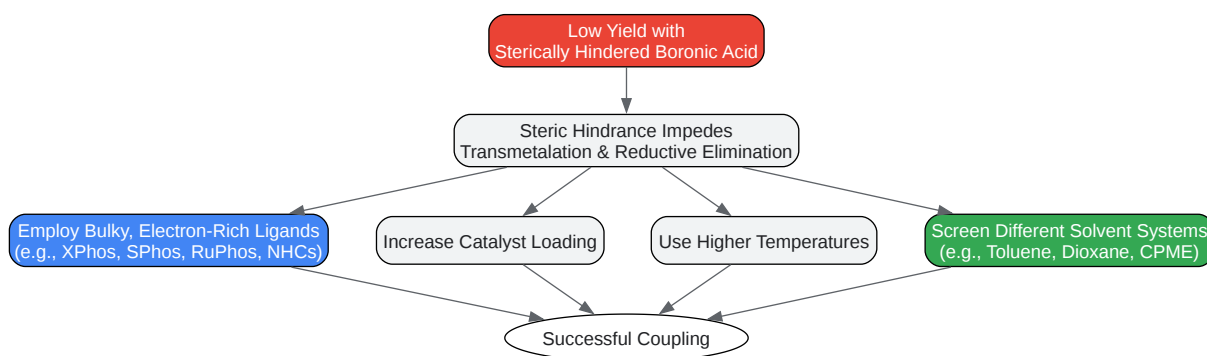 Low Yield with
Sterically Hindered Boronic Acid
Steric Hindrance Impedes
Transmetalation & Reductive Elimination
Employ Bulky, Electron-Rich Ligands
(e.g., XPhos, SPhos, RuPhos, NHCs)
Increase Catalyst Loading
Use Higher Temperatures
Screen Different Solvent Systems
(e.g., Toluene, Dioxane, CPME)
Successful Coupling